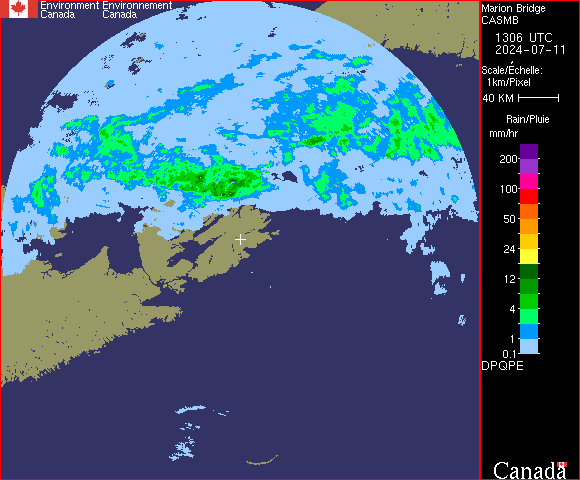 Environment Environnement
Canada Canada
Marion Bridge
CASMB
1306 UTC
2024-07-11
Scale/Échelle:
1km/Pixel
40 KM
Rain/Pluie
mm/hr
200
100
50
24
12
4
1
0.1
DPQPE
Canada